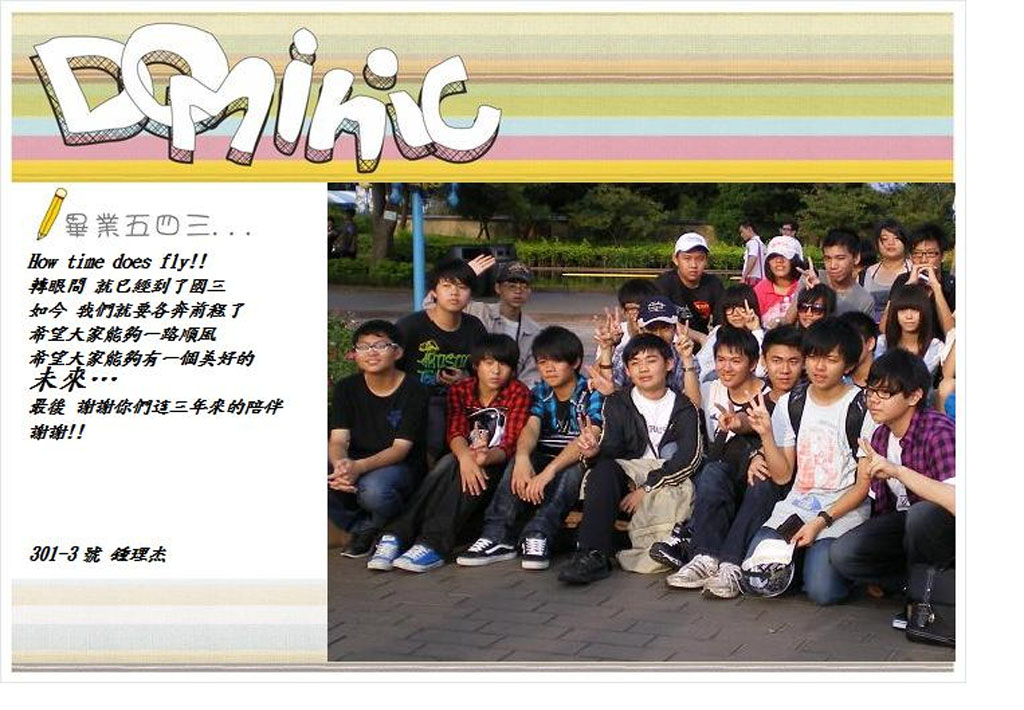 DOMiNiC
畢業五四三...
How time does fly!!
轉眼間 就已經到了國三
如今 我們就要各奔前程了
希望大家能夠一路順風
希望大家能夠有一個美好的
未來…
最後 謝謝你們這三年來的陪伴
謝謝!!
301-3 號 鍾理杰